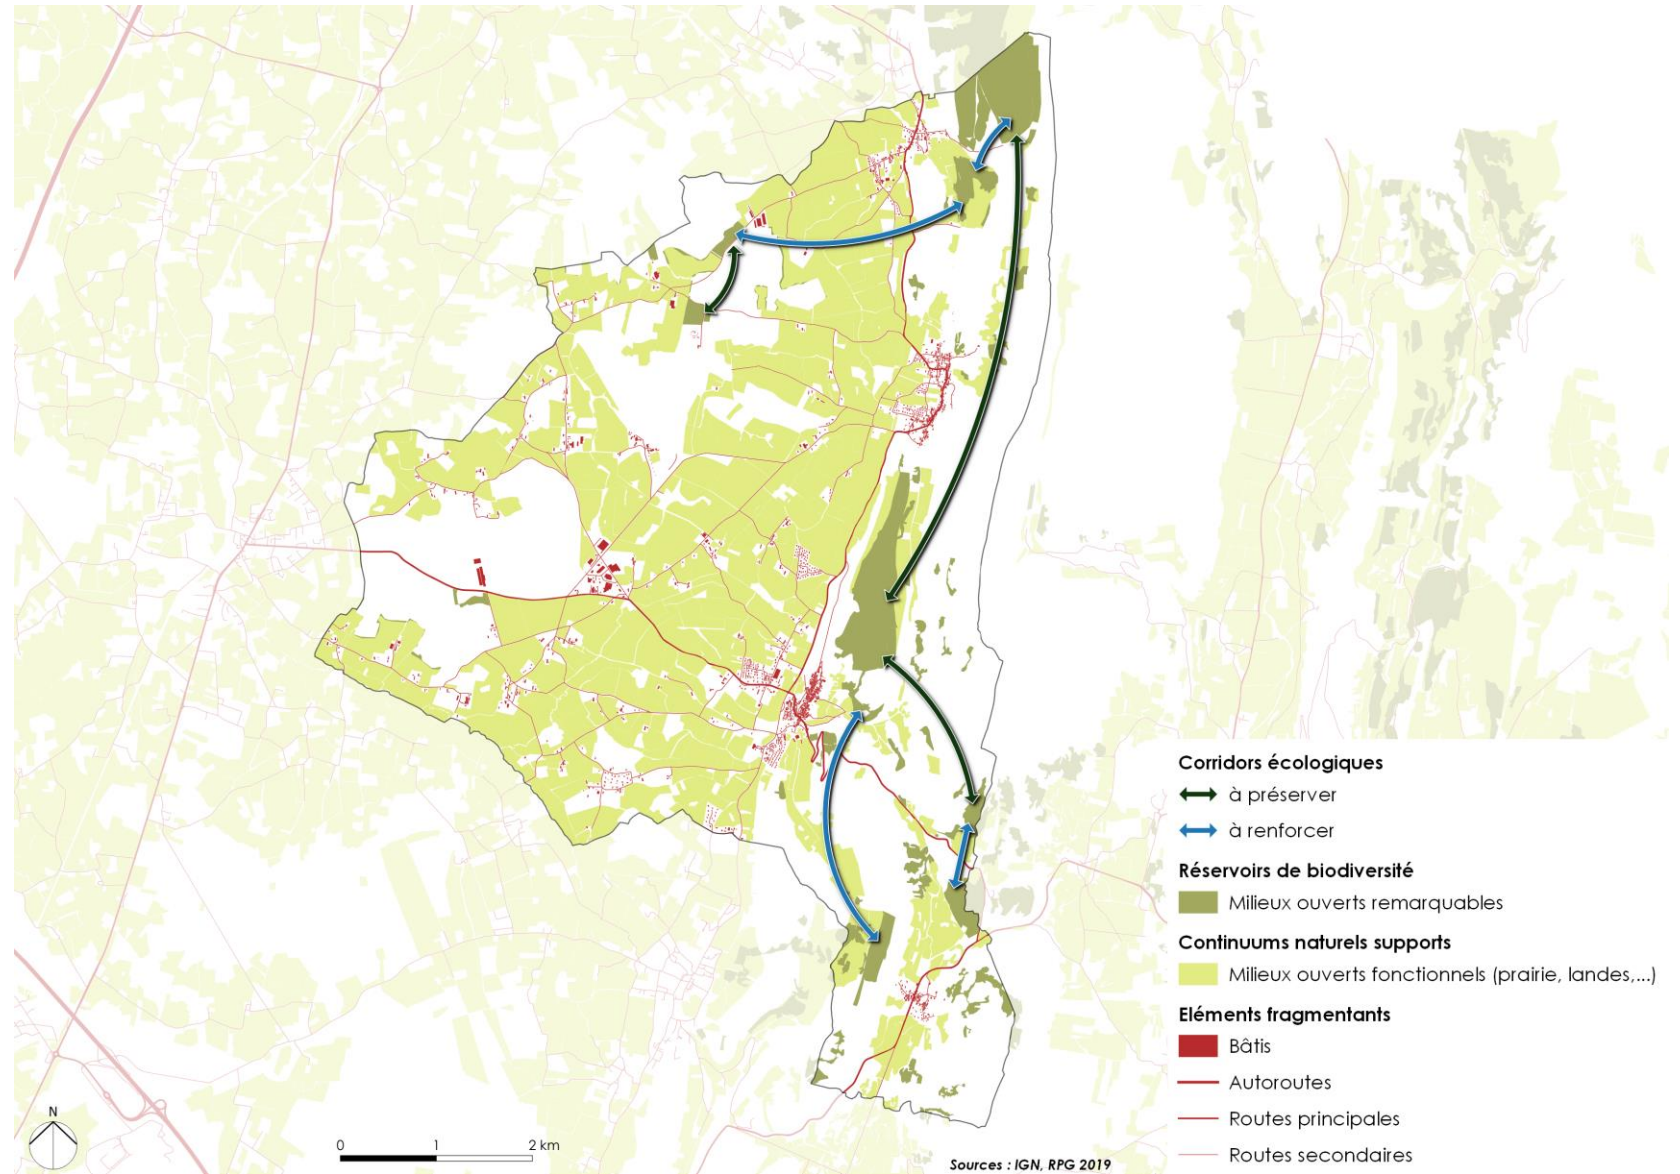 Corridors écologiques
à préserver
à renforcer
Réservoirs de biodiversité
Milieux ouverts remarquables
Continuums naturels supports
Milieux ouverts fonctionnels (prairie, landes,...)
Eléments fragmentants
Bâtis
Autoroutes
Routes principales
Routes secondaires
N
0 1 2 km
Sources : IGN, RPG 2019